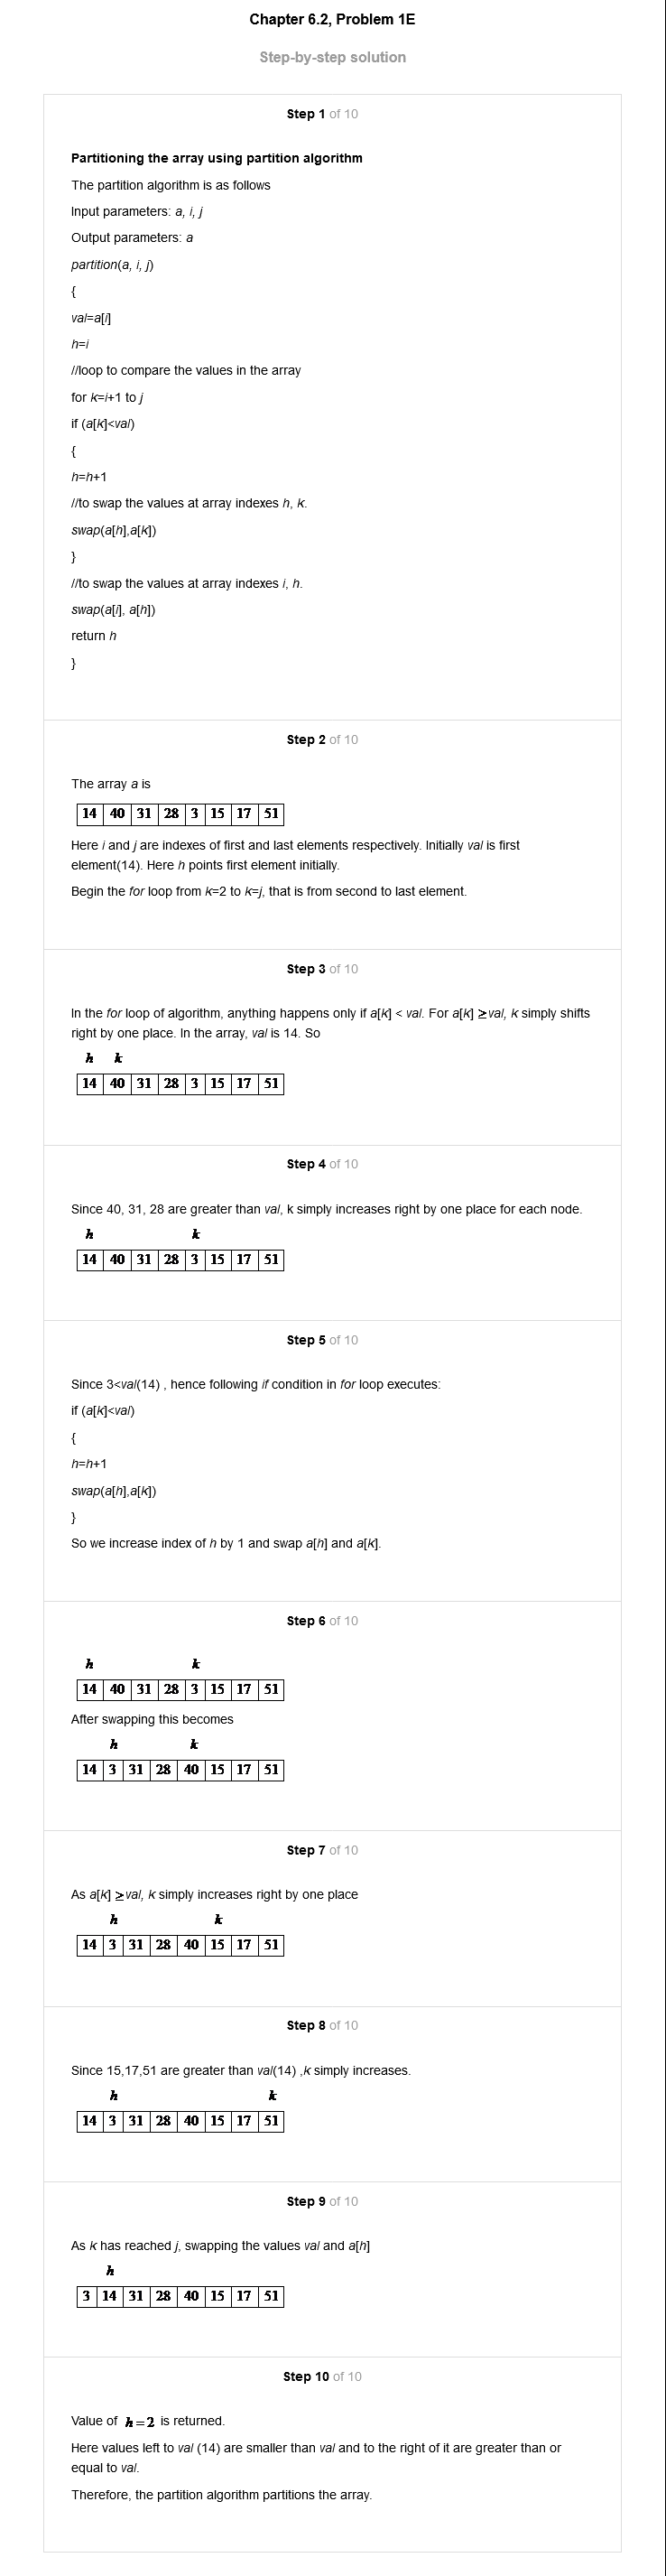 Chapter 6.2, Problem 1E
Step-by-step solution
Step 1 of 10
Partitioning the array using partition algorithm
The partition algorithm is as follows
Input parameters: a, i, j
Output parameters: a
partition(a, i, j)
{
val=a[i]
h=i
//loop to compare the values in the array
for k=i+1 to j
if (a[k]<val)
{
h=h+1
//to swap the values at array indexes h, k.
swap(a[h],a[k])
}
//to swap the values at array indexes i, h.
swap(a[i], a[h])
return h
}
Step 2 of 10
The array a is
14 40 31 28 3 15 17 51
Here i and j are indexes of first and last elements respectively. Initially val is first
element(14). Here h points first element initially.
Begin the for loop from k=2 to k=j, that is from second to last element.
Step 3 of 10
In the for loop of algorithm, anything happens only if a[k] < val. For a[k] ≥val, k simply shifts
right by one place. In the array, val is 14. So
h k
14 40 31 28 3 15 17 51
Step 4 of 10
Since 40, 31, 28 are greater than val, k simply increases right by one place for each node.
h k
14 40 31 28 3 15 17 51
Step 5 of 10
Since 3<val(14) , hence following if condition in for loop executes:
if (a[k]<val)
{
h=h+1
swap(a[h],a[k])
}
So we increase index of h by 1 and swap a[h] and a[k].
Step 6 of 10
h k
14 40 31 28 3 15 17 51
After swapping this becomes
h k
14 3 31 28 40 15 17 51
Step 7 of 10
As a[k] ≥val, k simply increases right by one place
h k
14 3 31 28 40 15 17 51
Step 8 of 10
Since 15,17,51 are greater than val(14) ,k simply increases.
h k
14 3 31 28 40 15 17 51
Step 9 of 10
As k has reached j, swapping the values val and a[h]
h
3 14 31 28 40 15 17 51
Step 10 of 10
Value of h=2 is returned.
Here values left to val (14) are smaller than val and to the right of it are greater than or
equal to val.
Therefore, the partition algorithm partitions the array.